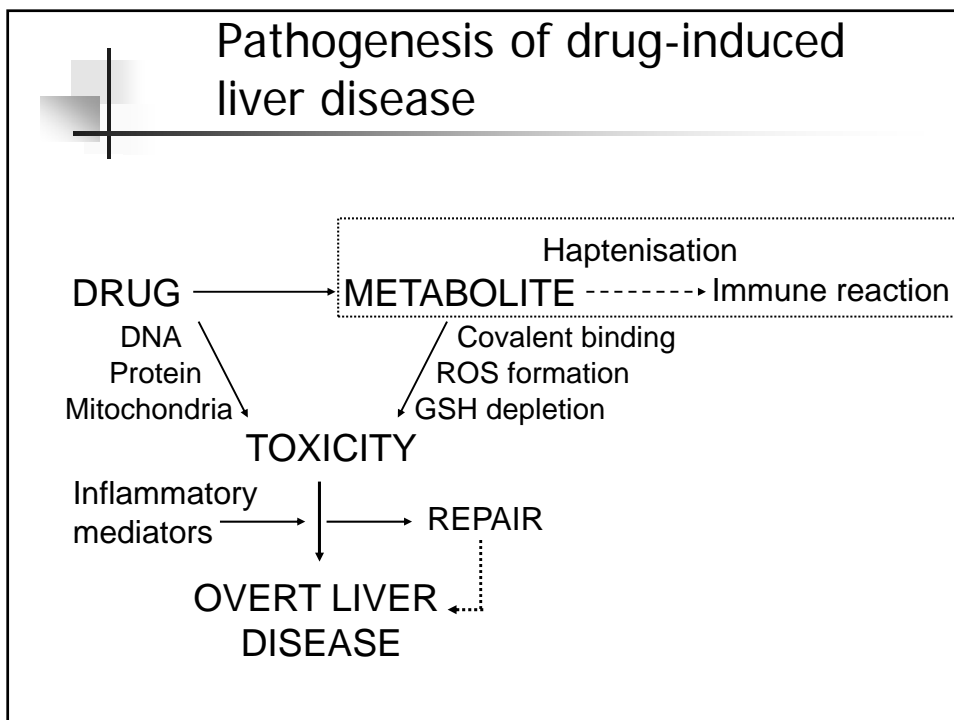 Pathogenesis of drug-induced
liver disease
Haptenisation
DRUG
METABOLITE
Immune reaction
DNA
Protein
Mitochondria
Covalent binding
ROS formation
GSH depletion
TOXICITY
Inflammatory
mediators
REPAIR
OVERT LIVER
DISEASE